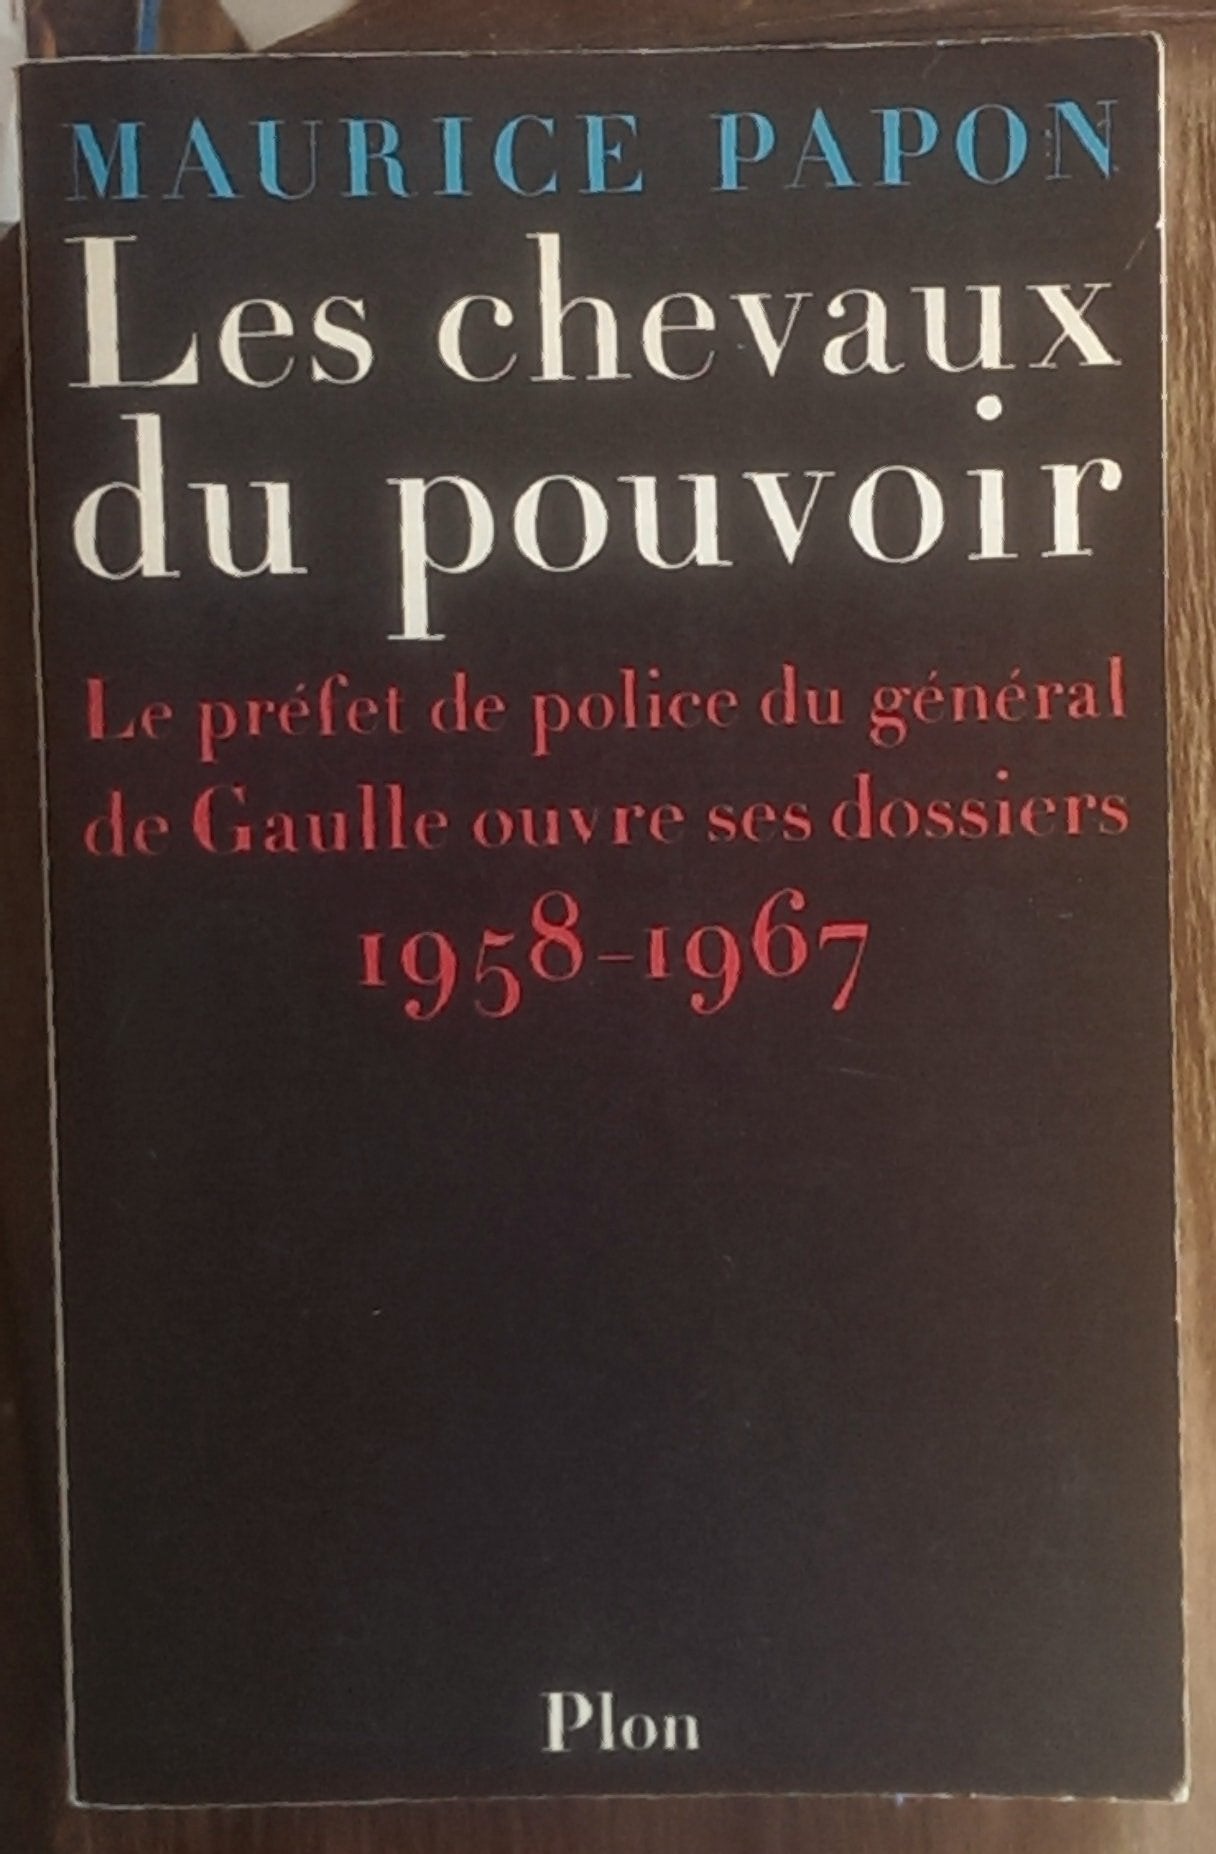 MAURICE PAPON
Les chevaux
du pouvoir
Le préfet de police du général
de Gaulle ouvre ses dossiers
1958-1967
Plon